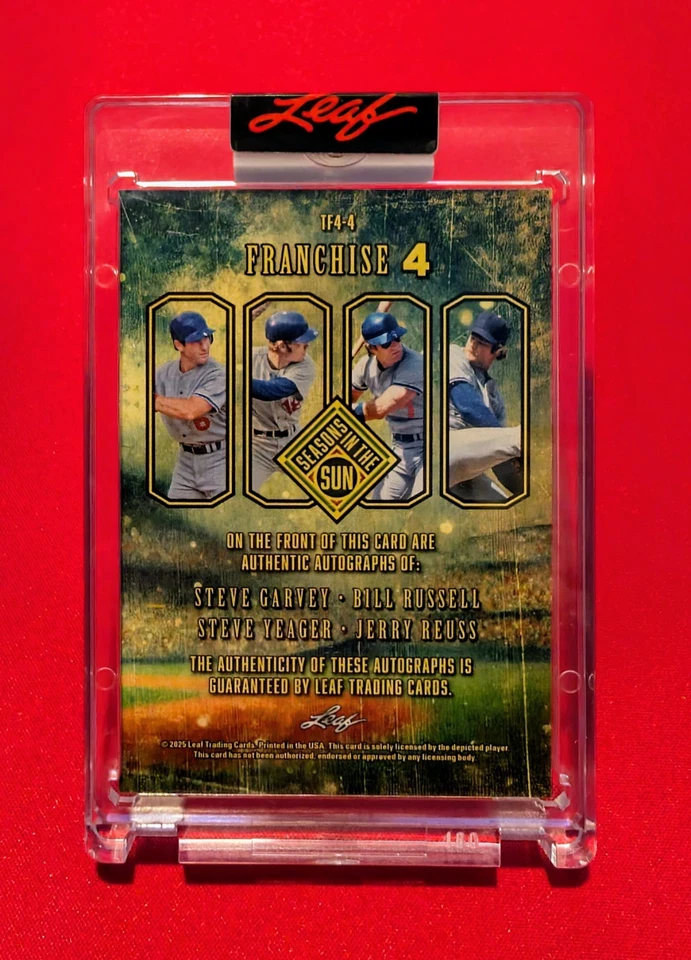 Leaf
TF4-4
FRANCHISE 4
SEASONS IN THE
SUN
ON THE FRONT OF THIS CARD ARE
AUTHENTIC AUTOGRAPHS OF:
STEVE GARVEY • BILL RUSSELL
STEVE YEAGER • JERRY REUSS
THE AUTHENTICITY OF THESE AUTOGRAPHS IS
GUARANTEED BY LEAF TRADING CARDS.
Leaf
© 2025 Leaf Trading Cards. Printed in the USA. This card is solely licensed by the depicted player.
This card has not been authorized, endorsed or approved by any licensing body.